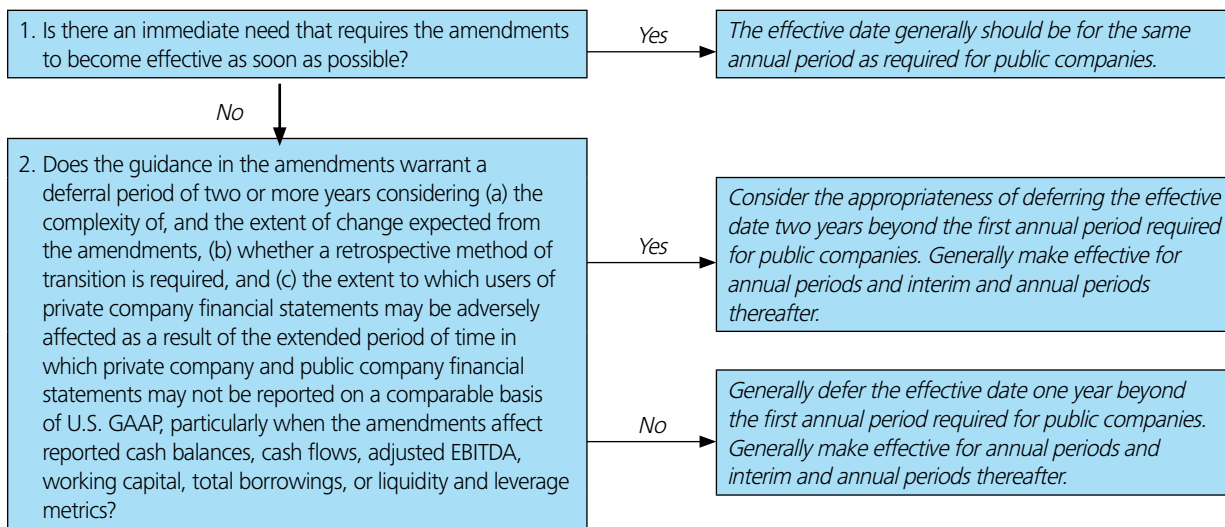 1. Is there an immediate need that requires the amendments
to become effective as soon as possible?
Yes
The effective date generally should be for the same
annual period as required for public companies.
No
2. Does the guidance in the amendments warrant a
deferral period of two or more years considering (a) the
complexity of, and the extent of change expected from
the amendments, (b) whether a retrospective method of
transition is required, and (c) the extent to which users of
private company financial statements may be adversely
affected as a result of the extended period of time in
which private company and public company financial
statements may not be reported on a comparable basis
of U.S. GAAP, particularly when the amendments affect
reported cash balances, cash flows, adjusted EBITDA,
working capital, total borrowings, or liquidity and leverage
metrics?
Yes
Consider the appropriateness of deferring the effective
date two years beyond the first annual period required
for public companies. Generally make effective for
annual periods and interim and annual periods
thereafter.
No
Generally defer the effective date one year beyond
the first annual period required for public companies.
Generally make effective for annual periods and
interim and annual periods thereafter.